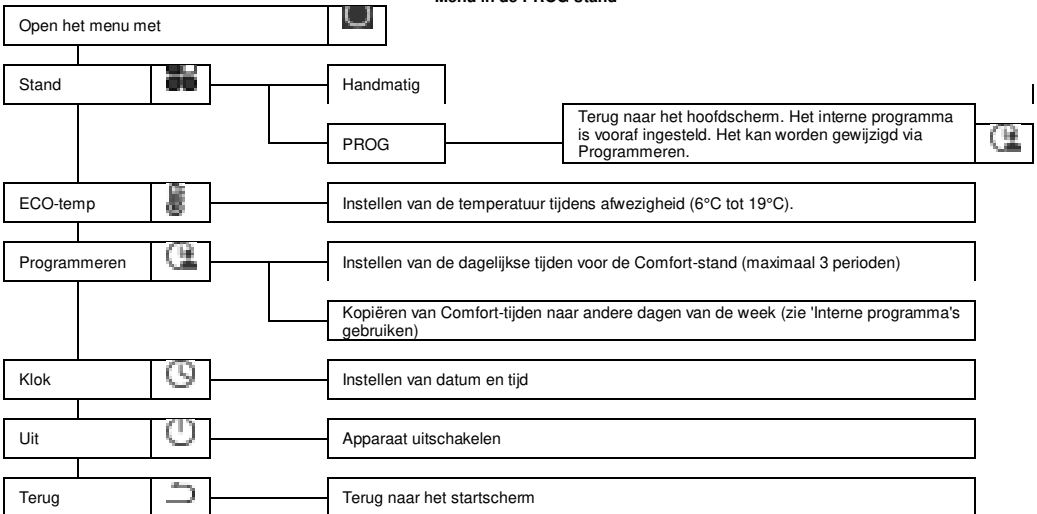 Menu in de PROG stand
Open het menu met
Stand
Handmatig
PROG
Terug naar het hoofdscherm. Het interne programma
is vooraf ingesteld. Het kan worden gewijzigd via
Programmeren.
ECO-temp
Instellen van de temperatuur tijdens afwezigheid (6°C tot 19°C).
Programmeren
Instellen van de dagelijkse tijden voor de Comfort-stand (maximaal 3 perioden)
Kopiëren van Comfort-tijden naar andere dagen van de week (zie 'Interne programma's
gebruiken)
Klok
Instellen van datum en tijd
Uit
Apparaat uitschakelen
Terug
Terug naar het startscherm